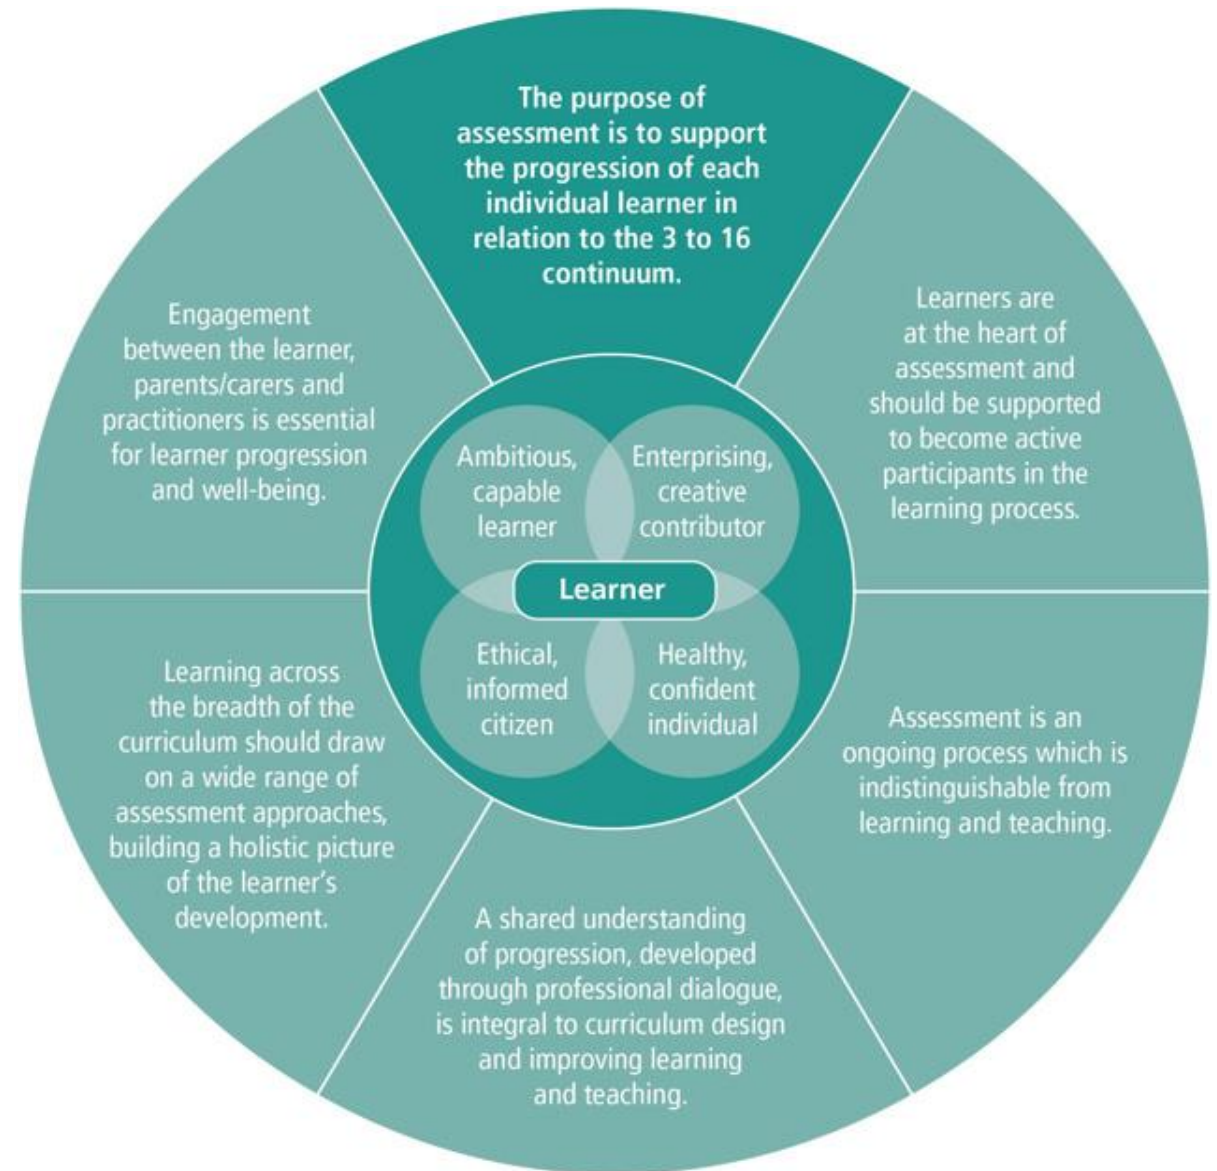 The purpose of
assessment is to support
the progression of each
individual learner in
relation to the 3 to 16
continuum.
Learners are
at the heart of
assessment and
should be supported
to become active
participants in the
learning process.
Assessment is an
ongoing process which is
indistinguishable from
learning and teaching.
A shared understanding
of progression, developed
through professional dialogue,
is integral to curriculum design
and improving learning
and teaching.
Learning across
the breadth of the
curriculum should draw
on a wide range of
assessment approaches,
building a holistic picture
of the learner’s
development.
Engagement
between the learner,
parents/carers and
practitioners is essential
for learner progression
and well-being.
Ambitious,
capable
learner
Enterprising,
creative
contributor
Learner
Ethical,
informed
citizen
Healthy,
confident
individual